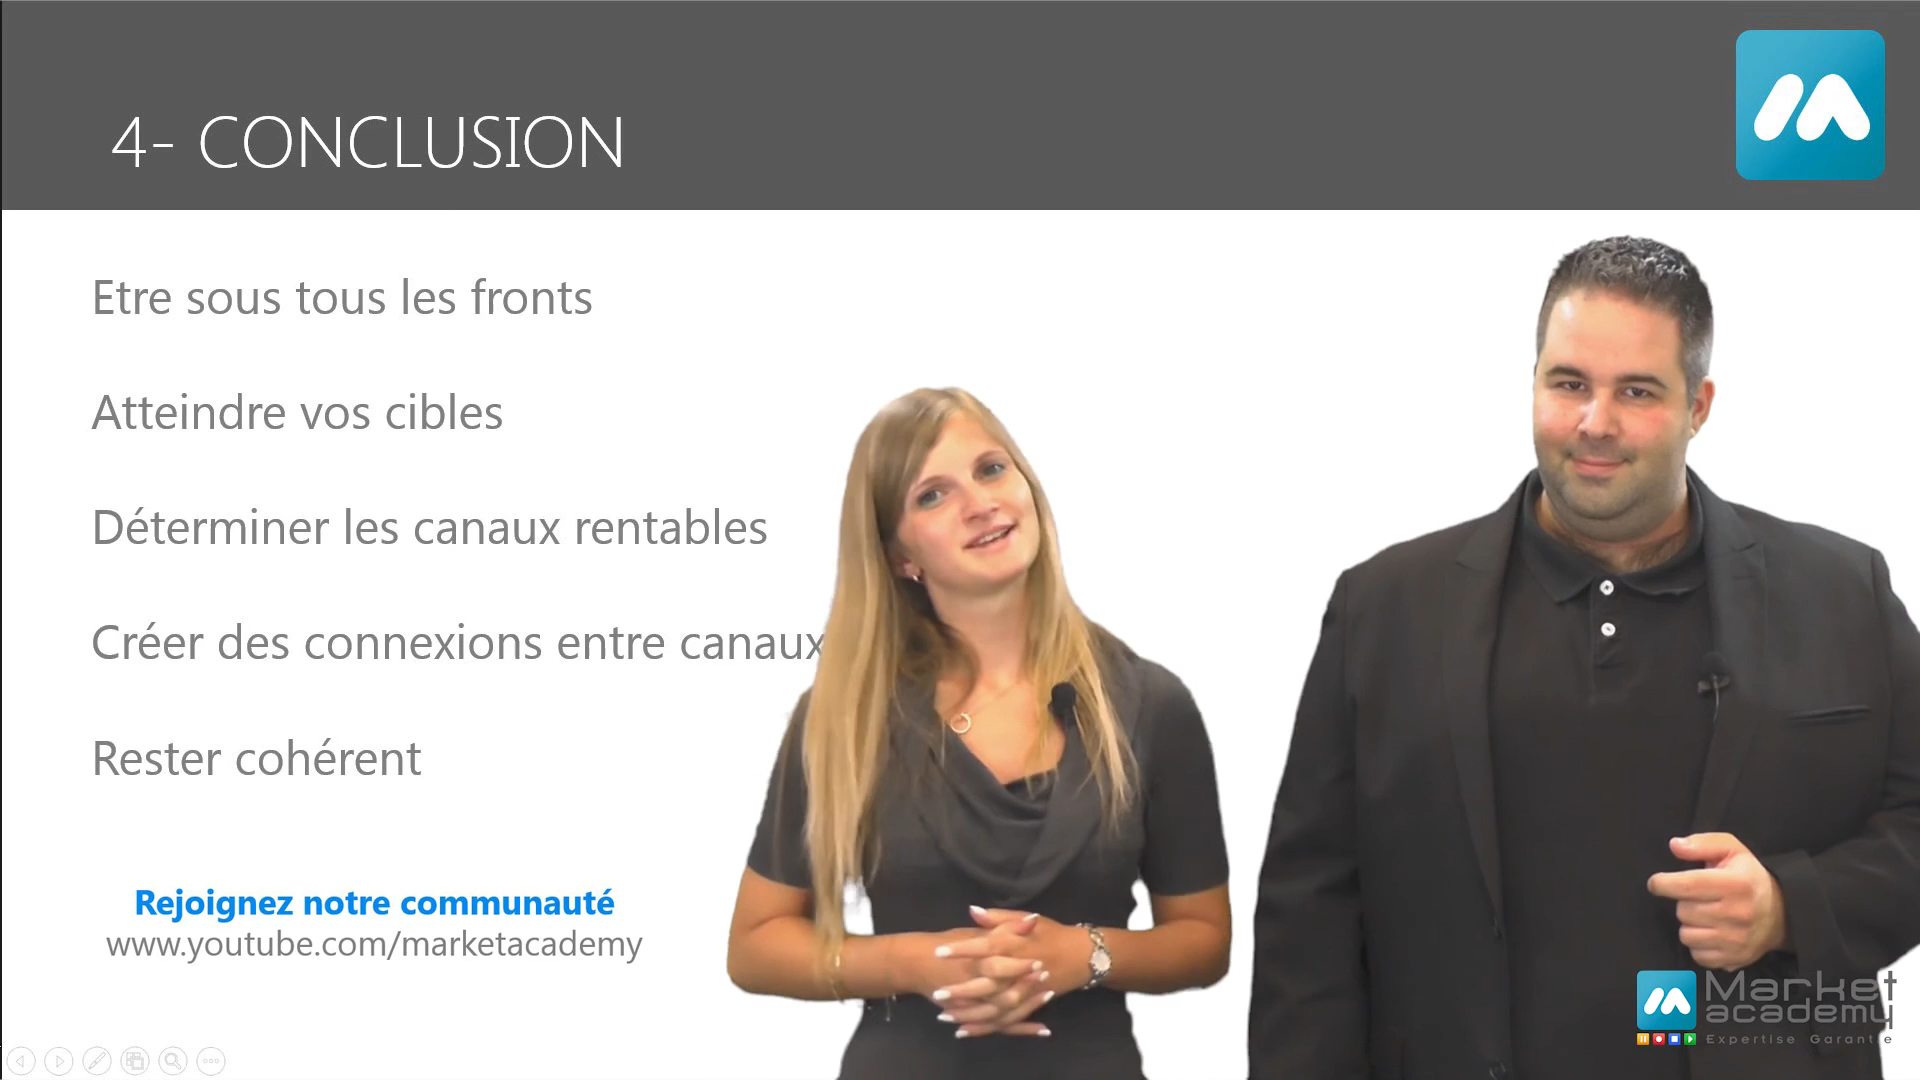 4- CONCLUSION
Etre sous tous les fronts
Atteindre vos cibles
Déterminer les canaux rentables
Créer des connexions entre canaux
Rester cohérent
Rejoignez notre communauté
www.youtube.com/marketacademy
Market
academy
Expertise Garantie